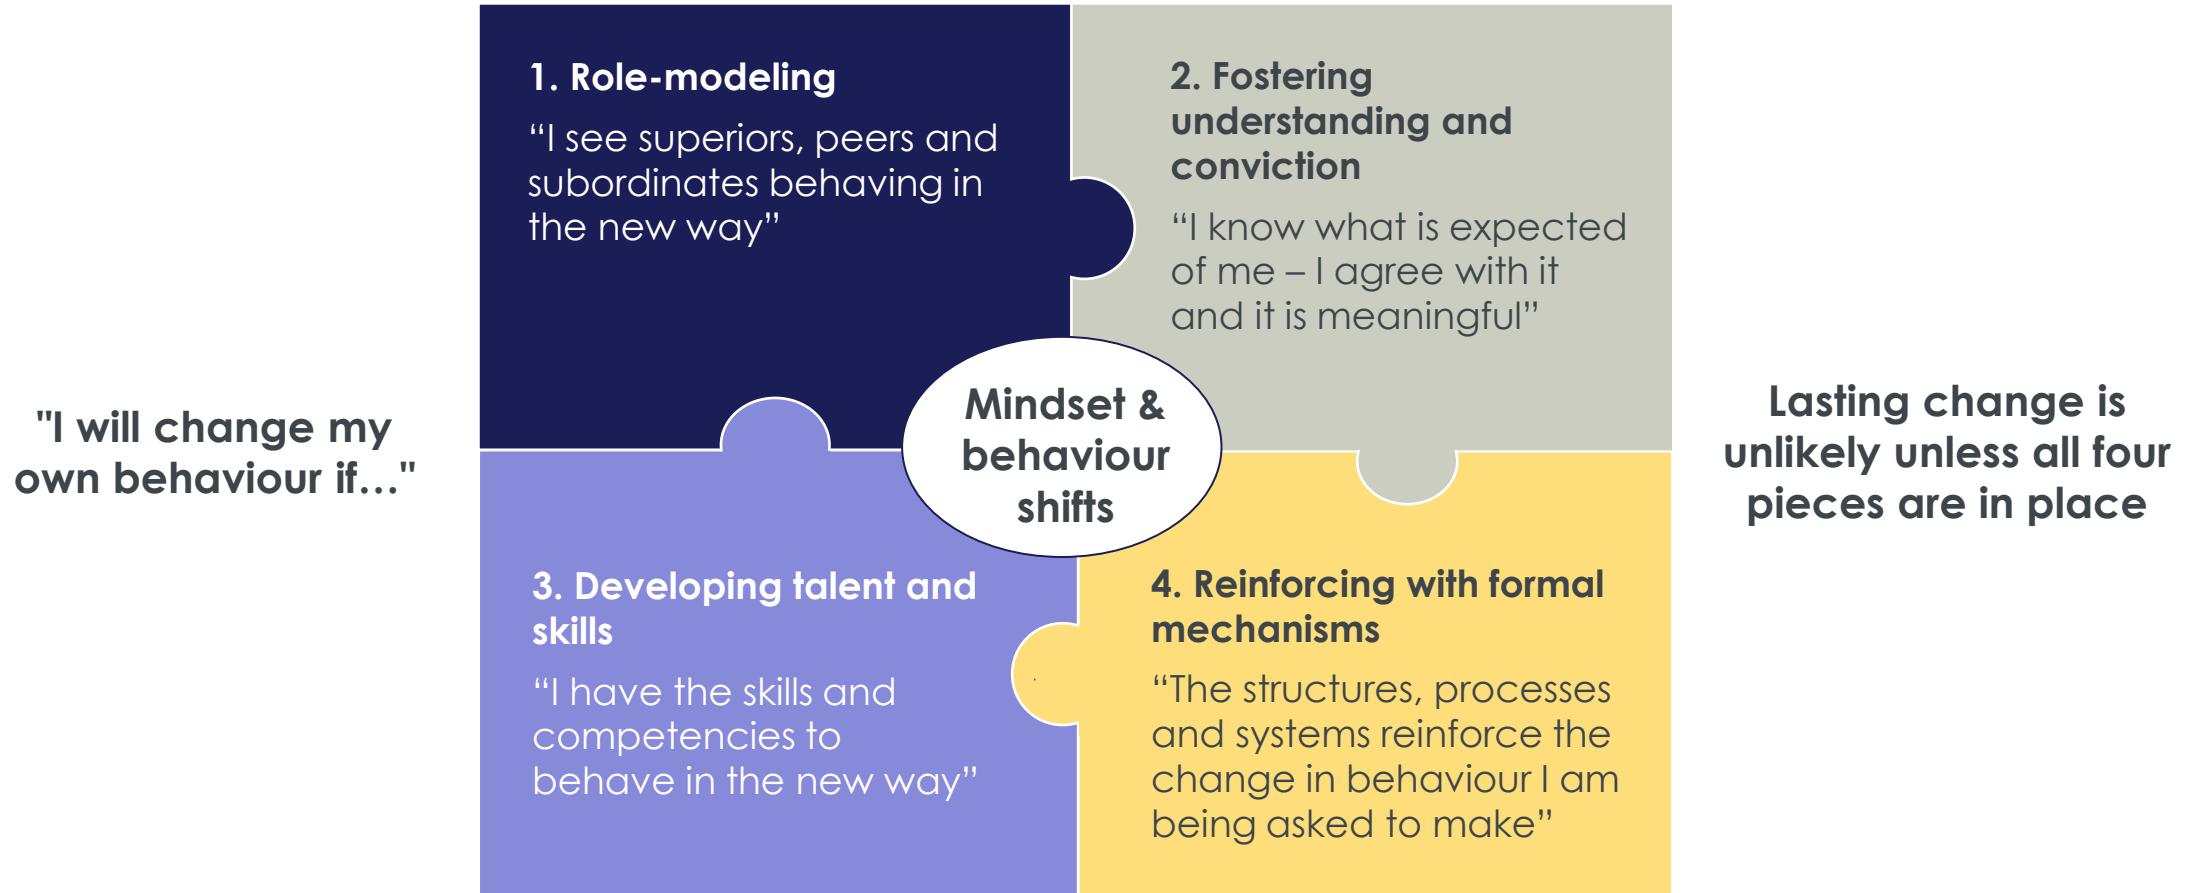 "I will change my
own behaviour if..."
1. Role-modeling
“I see superiors, peers and
subordinates behaving in
the new way”
2. Fostering
understanding and
conviction
“I know what is expected
of me – I agree with it
and it is meaningful”
Mindset &
behaviour
shifts
3. Developing talent and
skills
“I have the skills and
competencies to
behave in the new way”
4. Reinforcing with formal
mechanisms
“The structures, processes
and systems reinforce the
change in behaviour I am
being asked to make”
Lasting change is
unlikely unless all four
pieces are in place